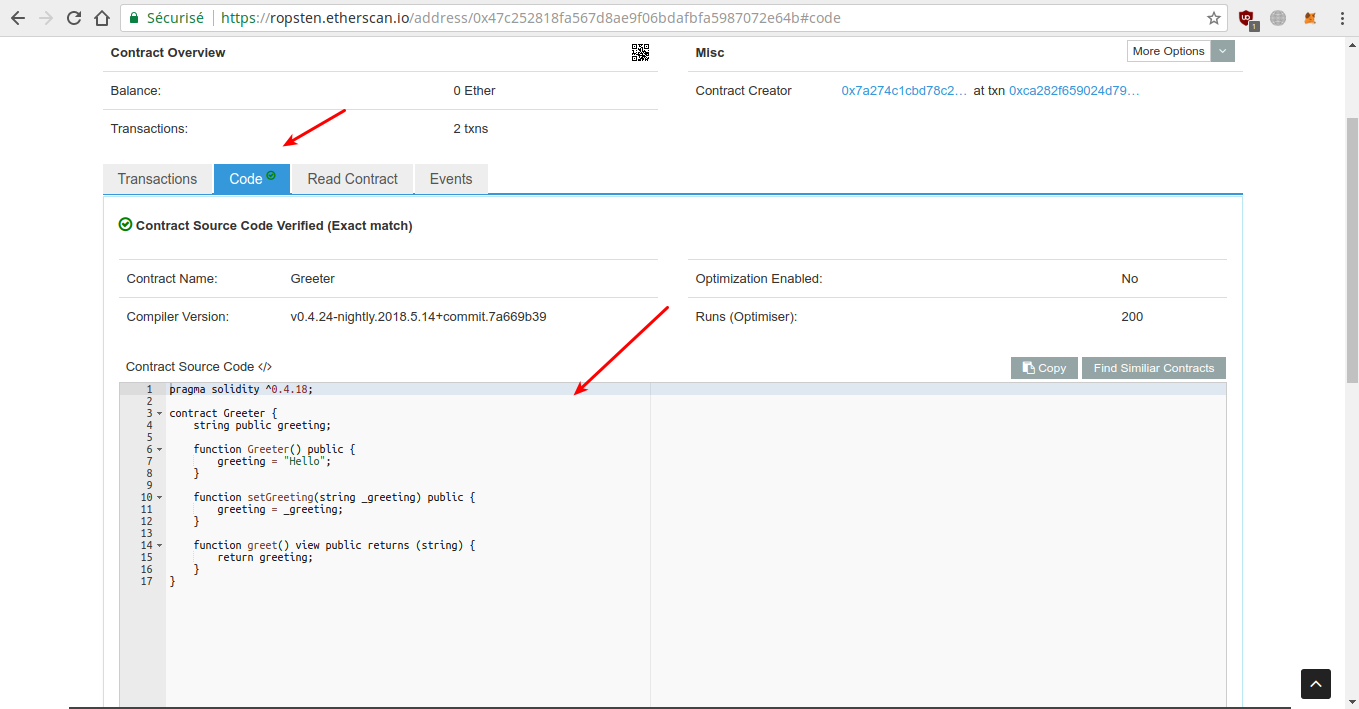 Sécurisé https://ropsten.etherscan.io/address/0x47c252818fa567d8ae9f06bdafbfa5987072e64b#code
1
Contract Overview
Misc
More Options
Balance: 0 Ether
Contract Creator 0x7a274c1cbd78c2... at txn 0xca282f659024d79...
Transactions: 2 txns
Transactions Code Read Contract Events
Contract Source Code Verified (Exact match)
Contract Name: Greeter
Optimization Enabled: No
Compiler Version: v0.4.24-nightly.2018.5.14+commit.7a669b39
Runs (Optimiser): 200
Contract Source Code </>
Copy Find Similiar Contracts
1 pragma solidity ^0.4.18;
2
3 contract Greeter {
4 string public greeting;
5
6 function Greeter() public {
7 greeting = "Hello";
8 }
9
10 function setGreeting(string _greeting) public {
11 greeting = _greeting;
12 }
13
14 function greet() view public returns (string) {
15 return greeting;
16 }
17 }